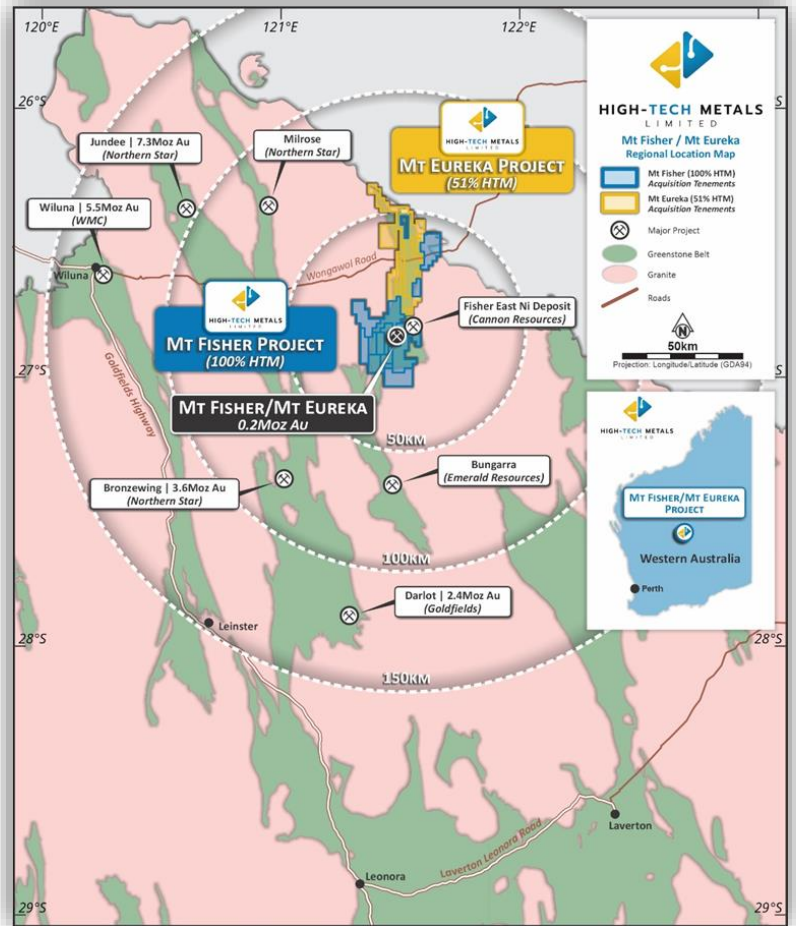 120°E
121°E
122°E
26°S
27°S
28°S
29°S
28°S
29°S
HIGH-TECH METALS
LIMITED
Mt Fisher / Mt Eureka
Regional Location Map
Mt Fisher (100% HTM)
Acquisition Tenements
Mt Eureka (51% HTM)
Acquisition Tenements
Major Project
Greenstone Belt
Granite
Roads
N
50km
Projection: Longitude/Latitude (GDA94)
HIGH-TECH METALS
LIMITED
MT FISHER/MT EUREKA
PROJECT
Western Australia
Perth
HIGH-TECH METALS
LIMITED
MT EUREKA PROJECT
(51% HTM)
Jundee | 7.3Moz Au
(Northern Star)
Milrose
(Northern Star)
Wiluna | 5.5Moz Au
(WMC)
Wiluna
Wongawol Road
HIGH-TECH METALS
LIMITED
MT FISHER PROJECT
(100% HTM)
Fisher East Ni Deposit
(Cannon Resources)
MT FISHER/MT EUREKA
0.2MOZ AU
Goldfields Highway
50KM
Bronzewing | 3.6Moz Au
(Northern Star)
Bungarra
(Emerald Resources)
100KM
Darlot | 2.4Moz Au
(Goldfields)
Leinster
150KM
Laverton
Laverton Leonora Road
Leonora